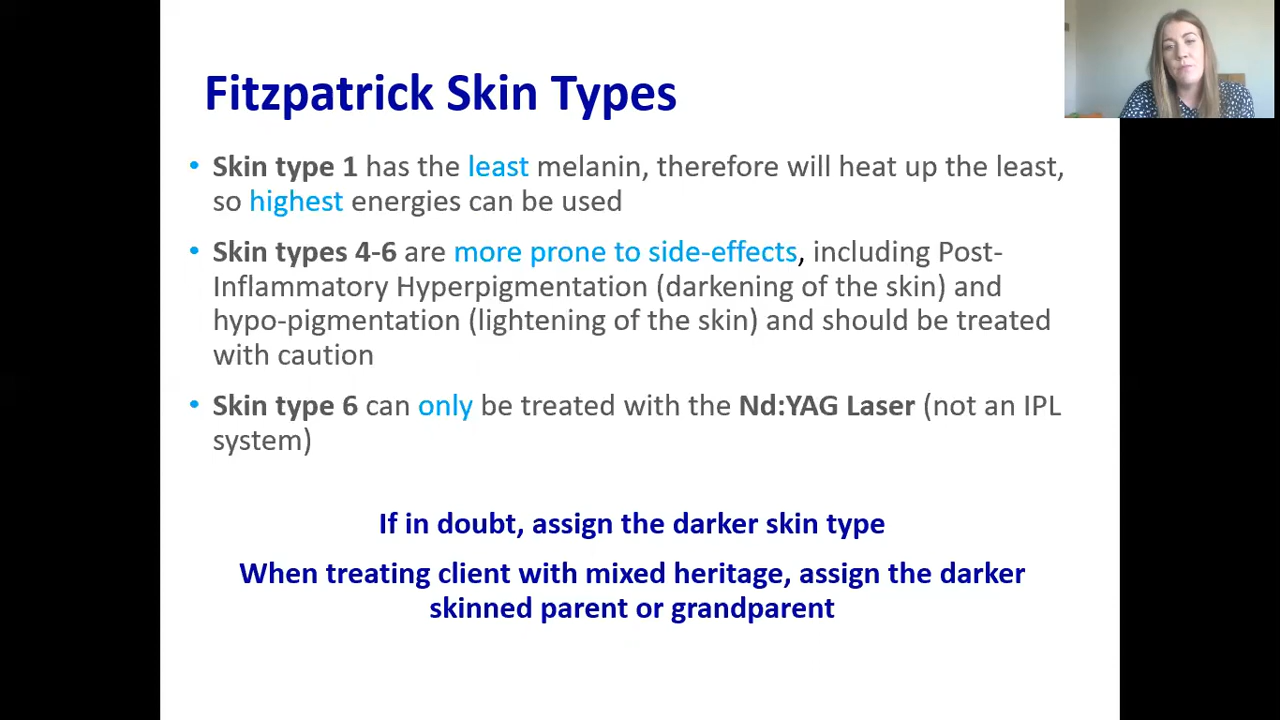 Fitzpatrick Skin Types
• Skin type 1 has the least melanin, therefore will heat up the least,
so highest energies can be used
• Skin types 4-6 are more prone to side-effects, including Post-
Inflammatory Hyperpigmentation (darkening of the skin) and
hypo-pigmentation (lightening of the skin) and should be treated
with caution
• Skin type 6 can only be treated with the Nd:YAG Laser (not an IPL
system)
If in doubt, assign the darker skin type
When treating client with mixed heritage, assign the darker
skinned parent or grandparent